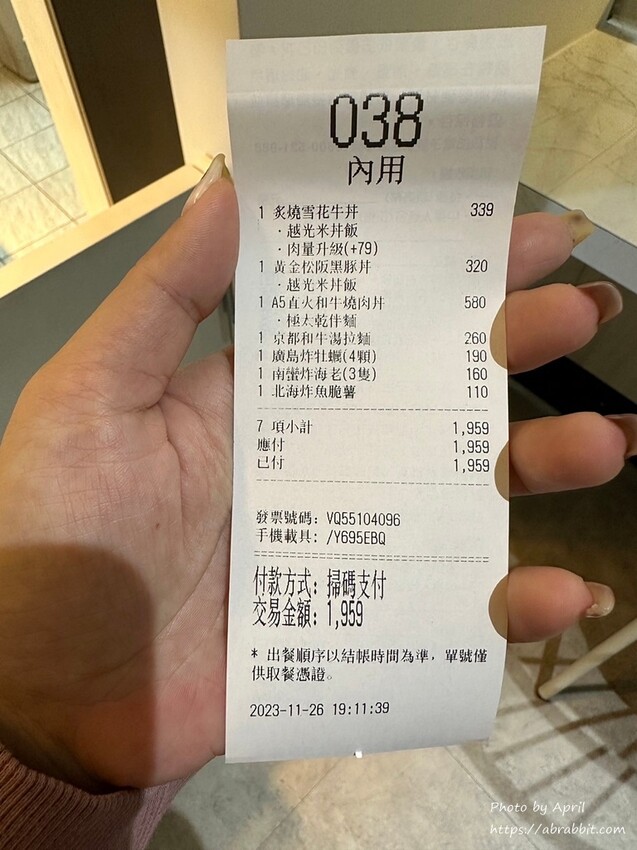 038
內用
1 炙燒雪花牛丼 339
・越光米丼飯
・肉量升級(+79)
1 黃金松阪黑豚丼 320
・越光米丼飯
1 A5直火和牛燒肉丼 580
・極太乾伴麵
1 京都和牛湯拉麵 260
1 廣島炸牡蠣(4顆) 190
1 南蠻炸海老(3隻) 160
1 北海炸魚脆薯 110
7 項小計 1,959
應付 1,959
已付 1,959
發票號碼: VQ55104096
手機載具: /Y695EBQ
付款方式: 掃碼支付
交易金額: 1,959
* 出餐順序以結帳時間為準，單號僅
供取餐憑證。
2023-11-26 19:11:39
Photo by April
https://abrabbit.com